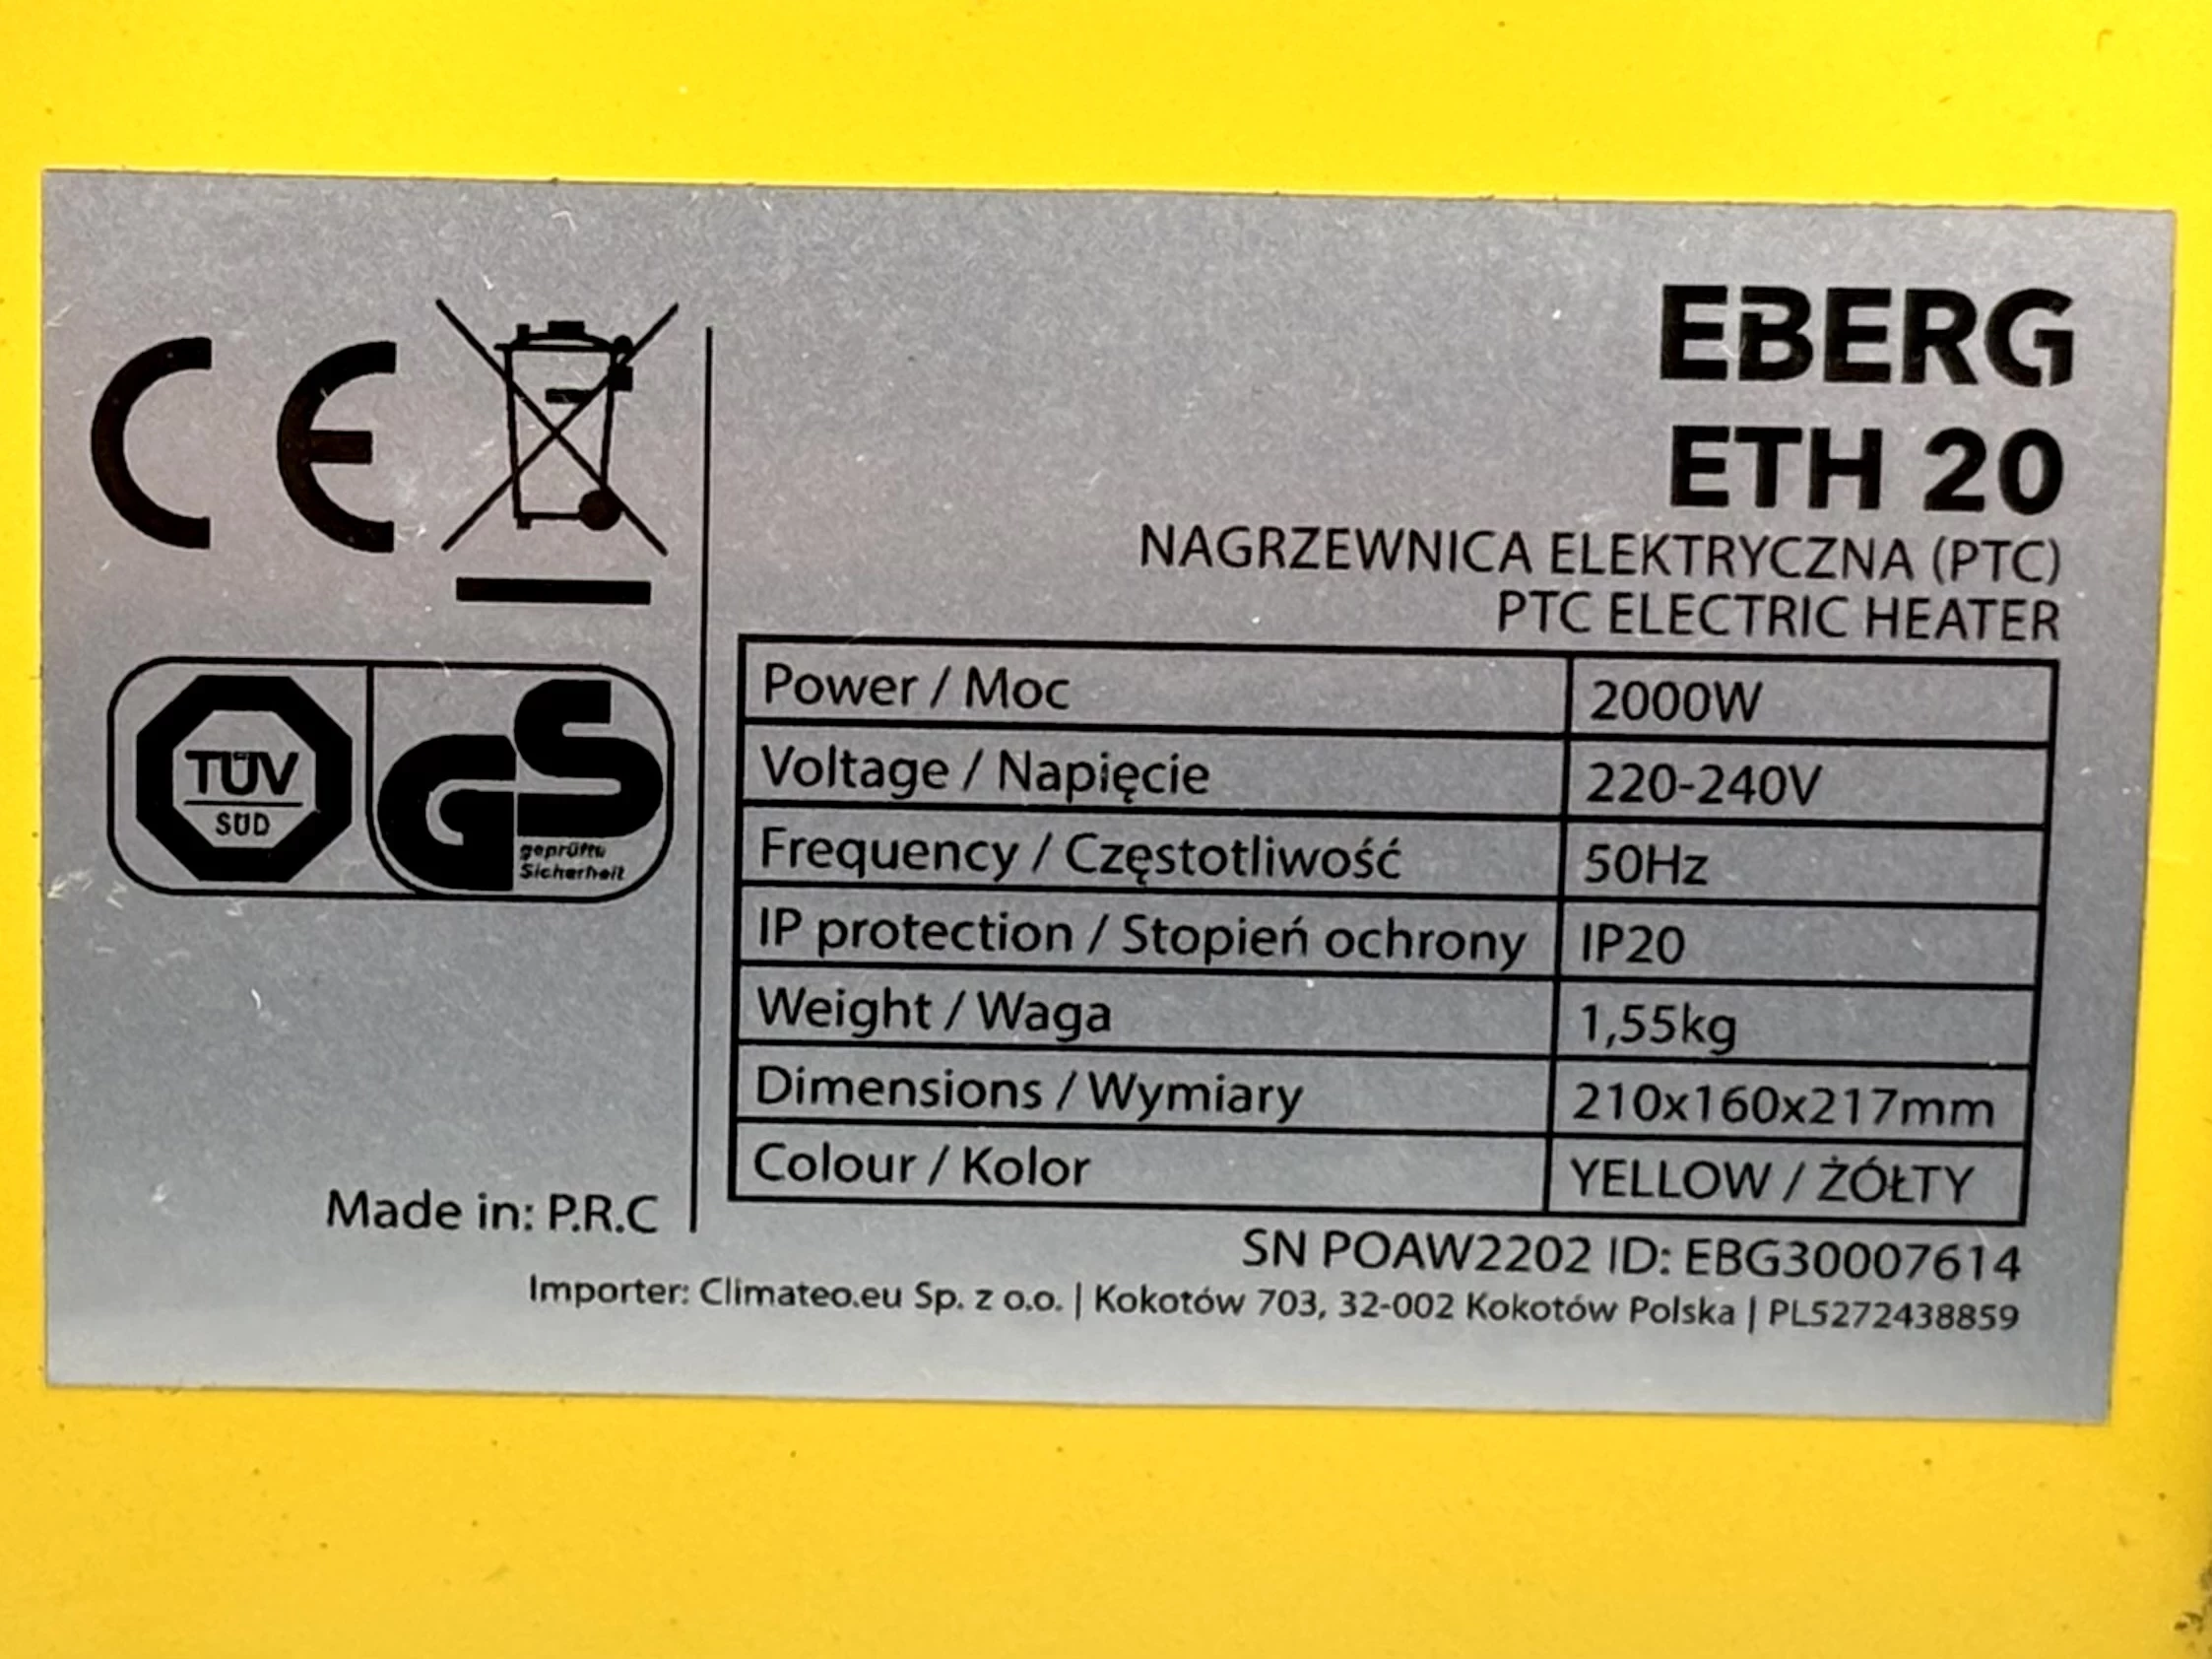 CE
EBERG
ETH 20
NAGRZEWNICA ELEKTRYCZNA (PTC)
PTC ELECTRIC HEATER
TÜV
SÜD
GS
geprüfte
Sicherheit
Power / Moc 2000W
Voltage / Napięcie 220-240V
Frequency / Częstotliwość 50Hz
IP protection / Stopień ochrony IP20
Weight / Waga 1,55kg
Dimensions / Wymiary 210x160x217mm
Colour / Kolor YELLOW / ŻÓŁTY
Made in: P.R.C
SN POAW2202 ID: EBG30007614
Importer: Climateo.eu Sp. z o.o. | Kokotów 703, 32-002 Kokotów Polska | PL5272438859